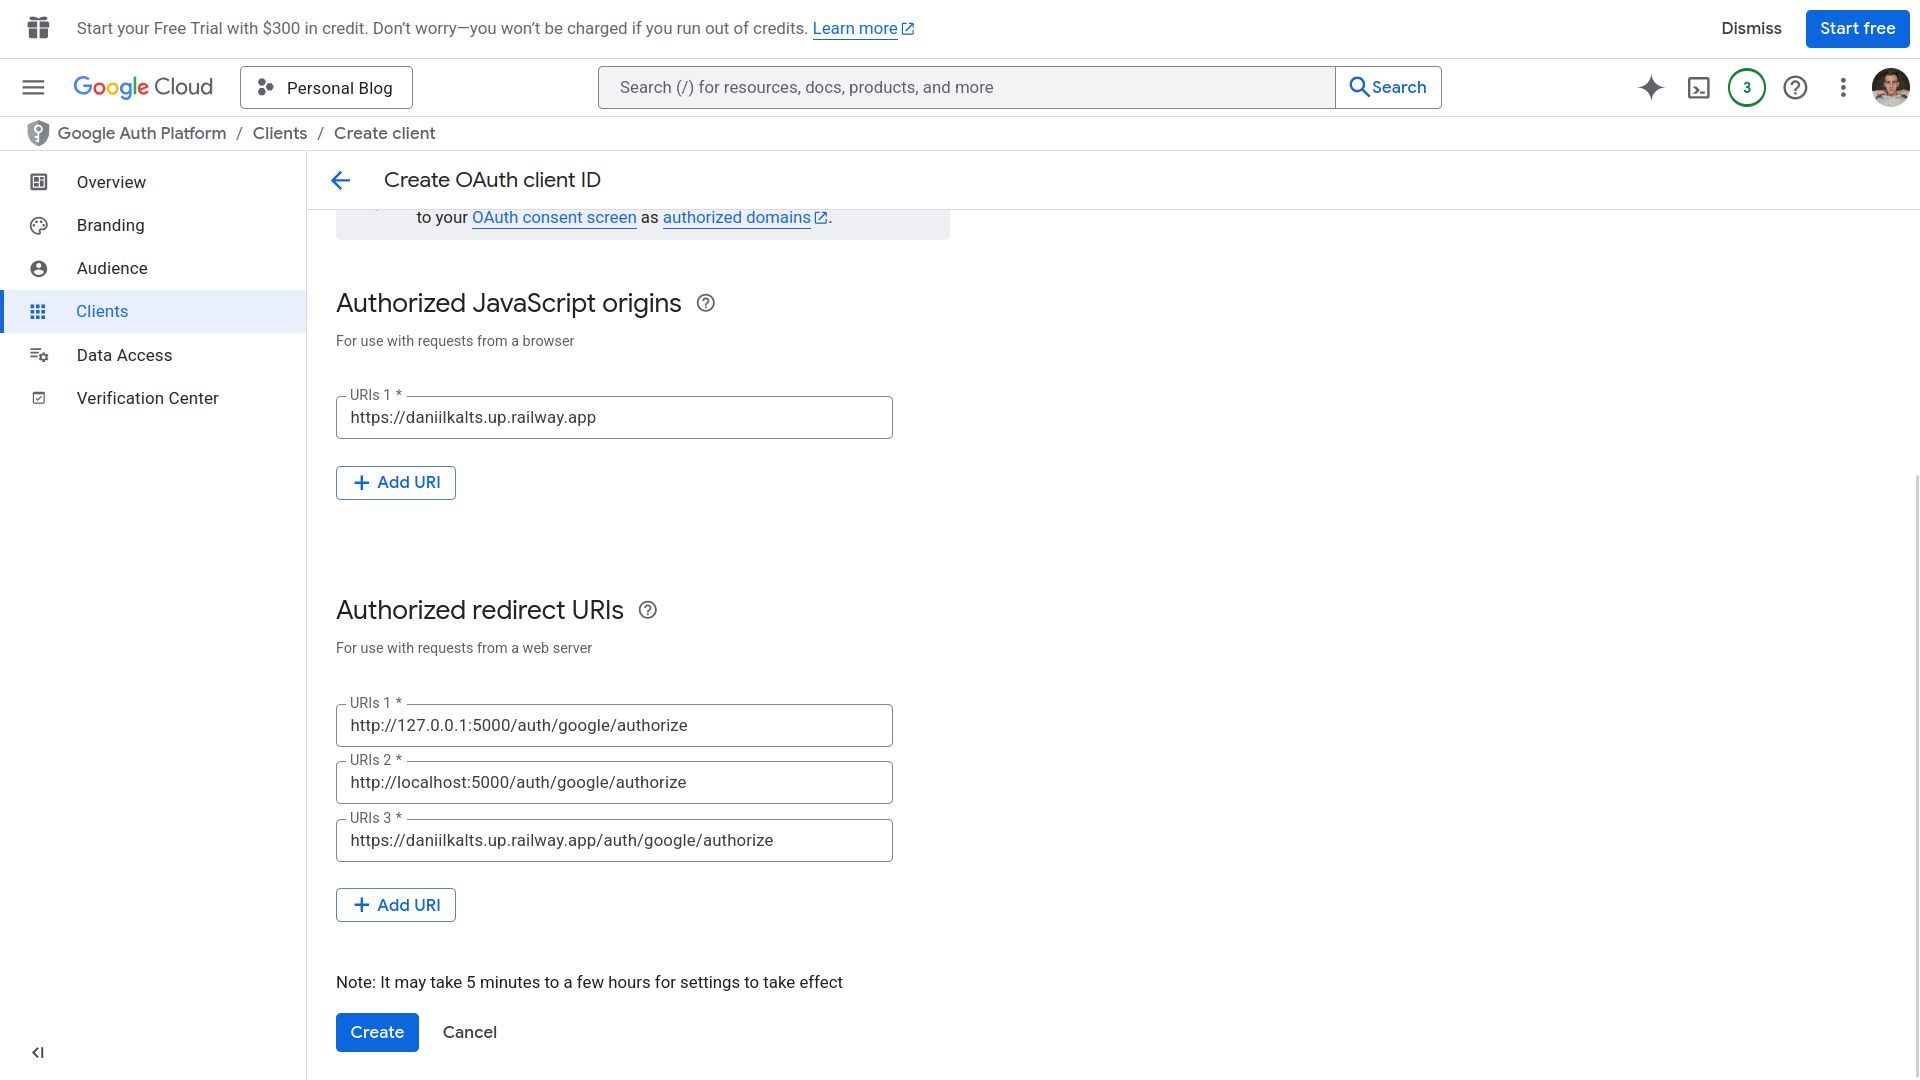 Start your Free Trial with $300 in credit. Don’t worry—you won’t be charged if you run out of credits. Learn more
Dismiss
Start free
Google Cloud
Personal Blog
Search (/) for resources, docs, products, and more
Search
3
Google Auth Platform / Clients / Create client
Overview
Branding
Audience
Clients
Data Access
Verification Center
Create OAuth client ID
to your OAuth consent screen as authorized domains.
Authorized JavaScript origins
For use with requests from a browser
URIs 1 *
https://daniilkalts.up.railway.app
Add URI
Authorized redirect URIs
For use with requests from a web server
URIs 1 *
http://127.0.0.1:5000/auth/google/authorize
URIs 2 *
http://localhost:5000/auth/google/authorize
URIs 3 *
https://daniilkalts.up.railway.app/auth/google/authorize
Add URI
Note: It may take 5 minutes to a few hours for settings to take effect
Create
Cancel